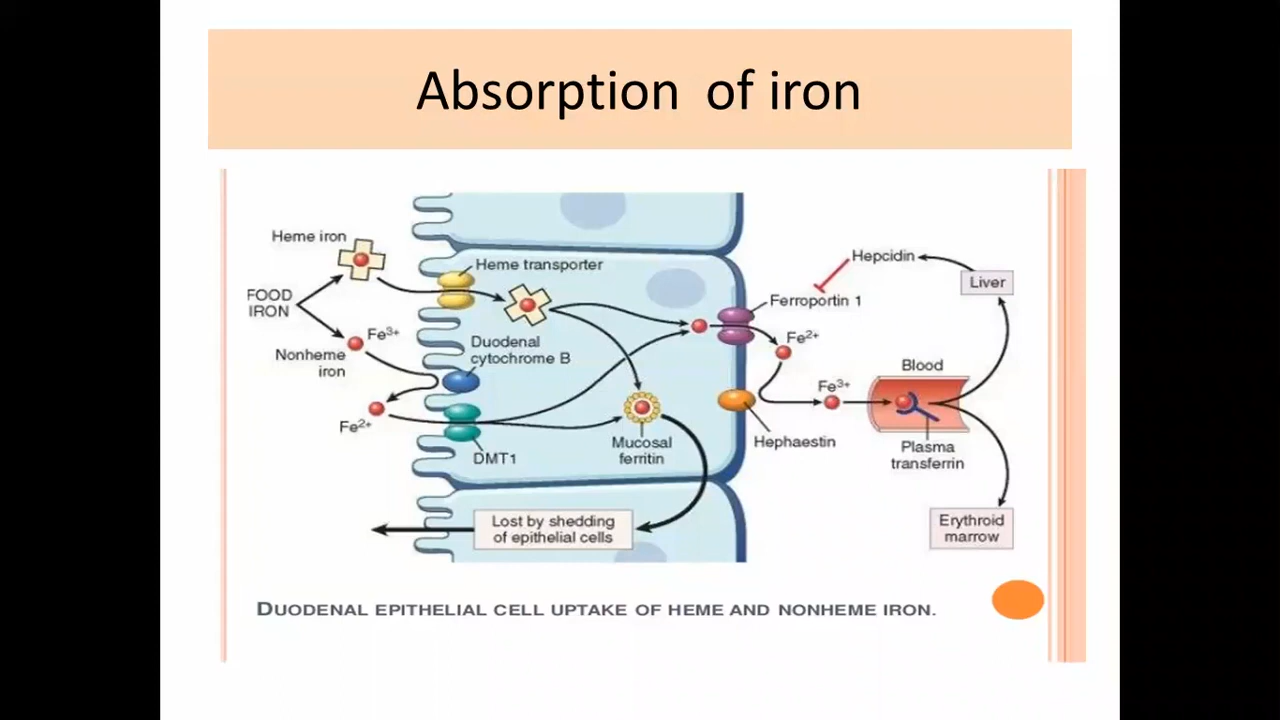 Absorption of iron
Heme iron
Heme transporter
FOOD
IRON
Fe3+
Nonheme
iron
Fe2+
Duodenal
cytochrome B
DMT1
Mucosal
ferritin
Lost by shedding
of epithelial cells
Hepcidin
Liver
Ferroportin 1
Fe2+
Fe3+
Hephaestin
Blood
Plasma
transferrin
Erythroid
marrow
DUODENAL EPITHELIAL CELL UPTAKE OF HEME AND NONHEME IRON.